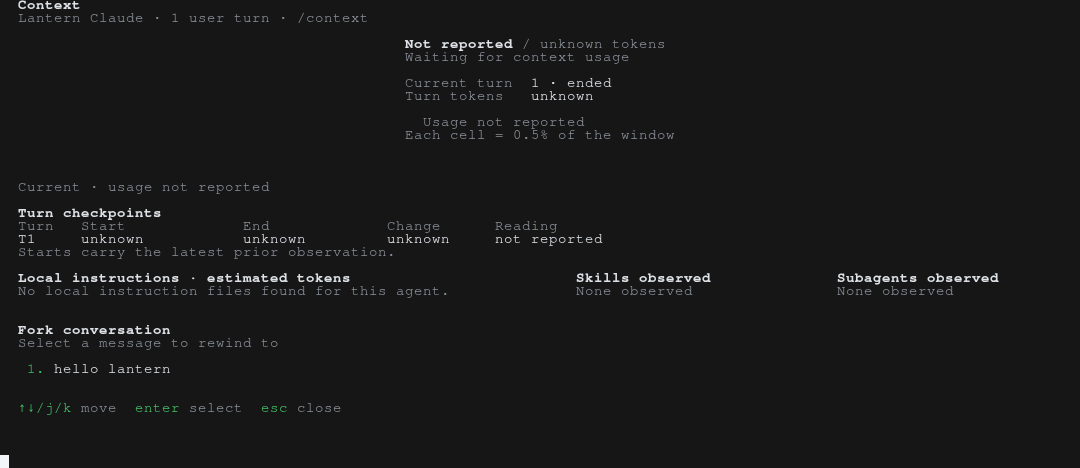 Context
Lantern Claude · 1 user turn · /context
Not reported / unknown tokens
Waiting for context usage
Current turn  1 · ended
Turn tokens   unknown
Usage not reported
Each cell = 0.5% of the window
Current · usage not reported
Turn checkpoints
Turn   Start   End   Change   Reading
T1   unknown   unknown   unknown   not reported
Starts carry the latest prior observation.
Local instructions · estimated tokens   Skills observed   Subagents observed
No local instruction files found for this agent.   None observed   None observed
Fork conversation
Select a message to rewind to
1. hello lantern
↑↓/j/k move  enter select  esc close